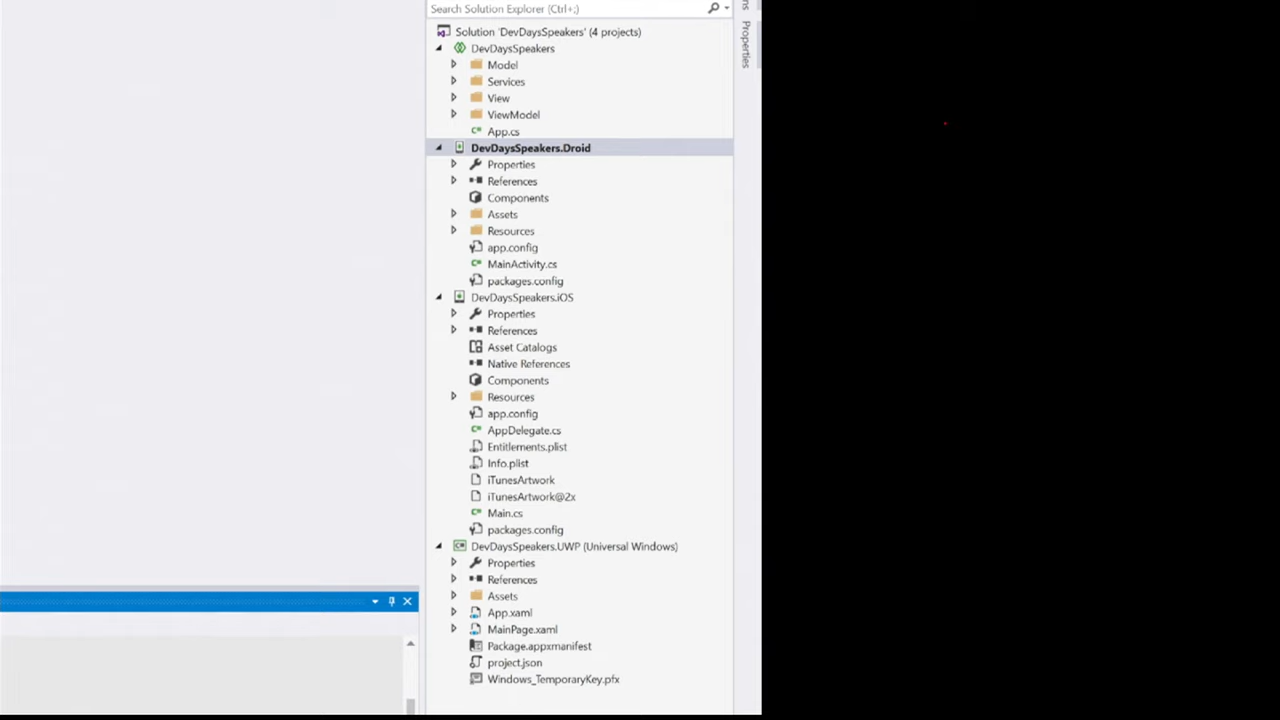 Search Solution Explorer (Ctrl+;)
Solution 'DevDaysSpeakers' (4 projects)
DevDaysSpeakers
Model
Services
View
ViewModel
App.cs
DevDaysSpeakers.Droid
Properties
References
Components
Assets
Resources
app.config
MainActivity.cs
packages.config
DevDaysSpeakers.iOS
Properties
References
Asset Catalogs
Native References
Components
Resources
app.config
AppDelegate.cs
Entitlements.plist
Info.plist
iTunesArtwork
iTunesArtwork@2x
Main.cs
packages.config
DevDaysSpeakers.UWP (Universal Windows)
Properties
References
Assets
App.xaml
MainPage.xaml
Package.appxmanifest
project.json
Windows_TemporaryKey.pfx
Properties